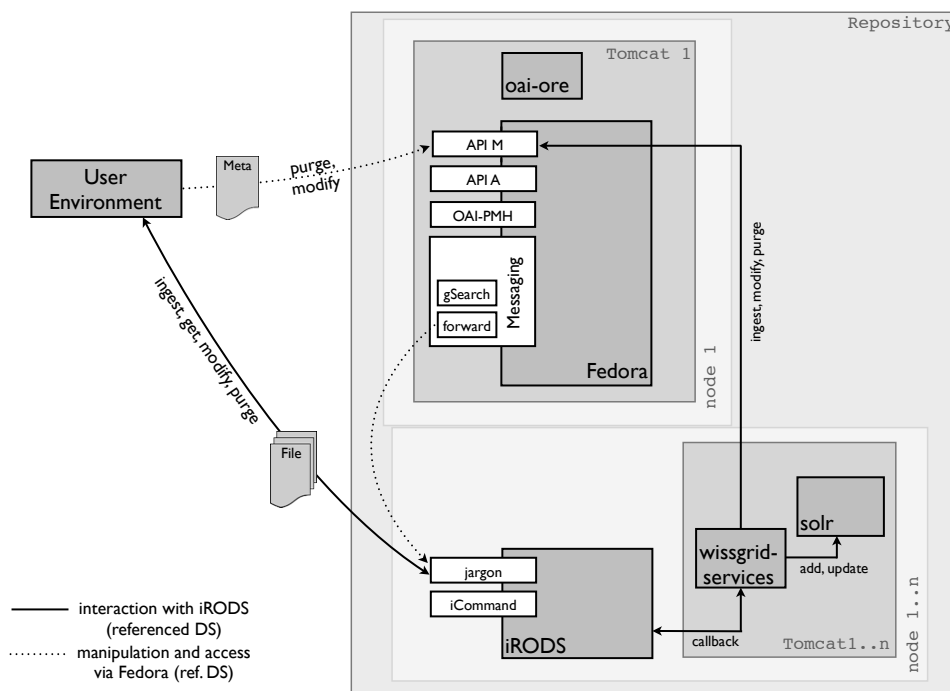 Repository
Tomcat 1
oai-ore
API M
Meta
purge,
modify
User
Environment
API A
OAI-PMH
Messaging
gSearch
forward
ingest, modify, purge
ingest, get, modify, purge
Fedora
node 1
File
solr
wissgrid-
services
jargon
add, update
iCommand
interaction with iRODS
(referenced DS)
callback
iRODS
Tomcat1..n
node 1..n
manipulation and access
via Fedora (ref. DS)